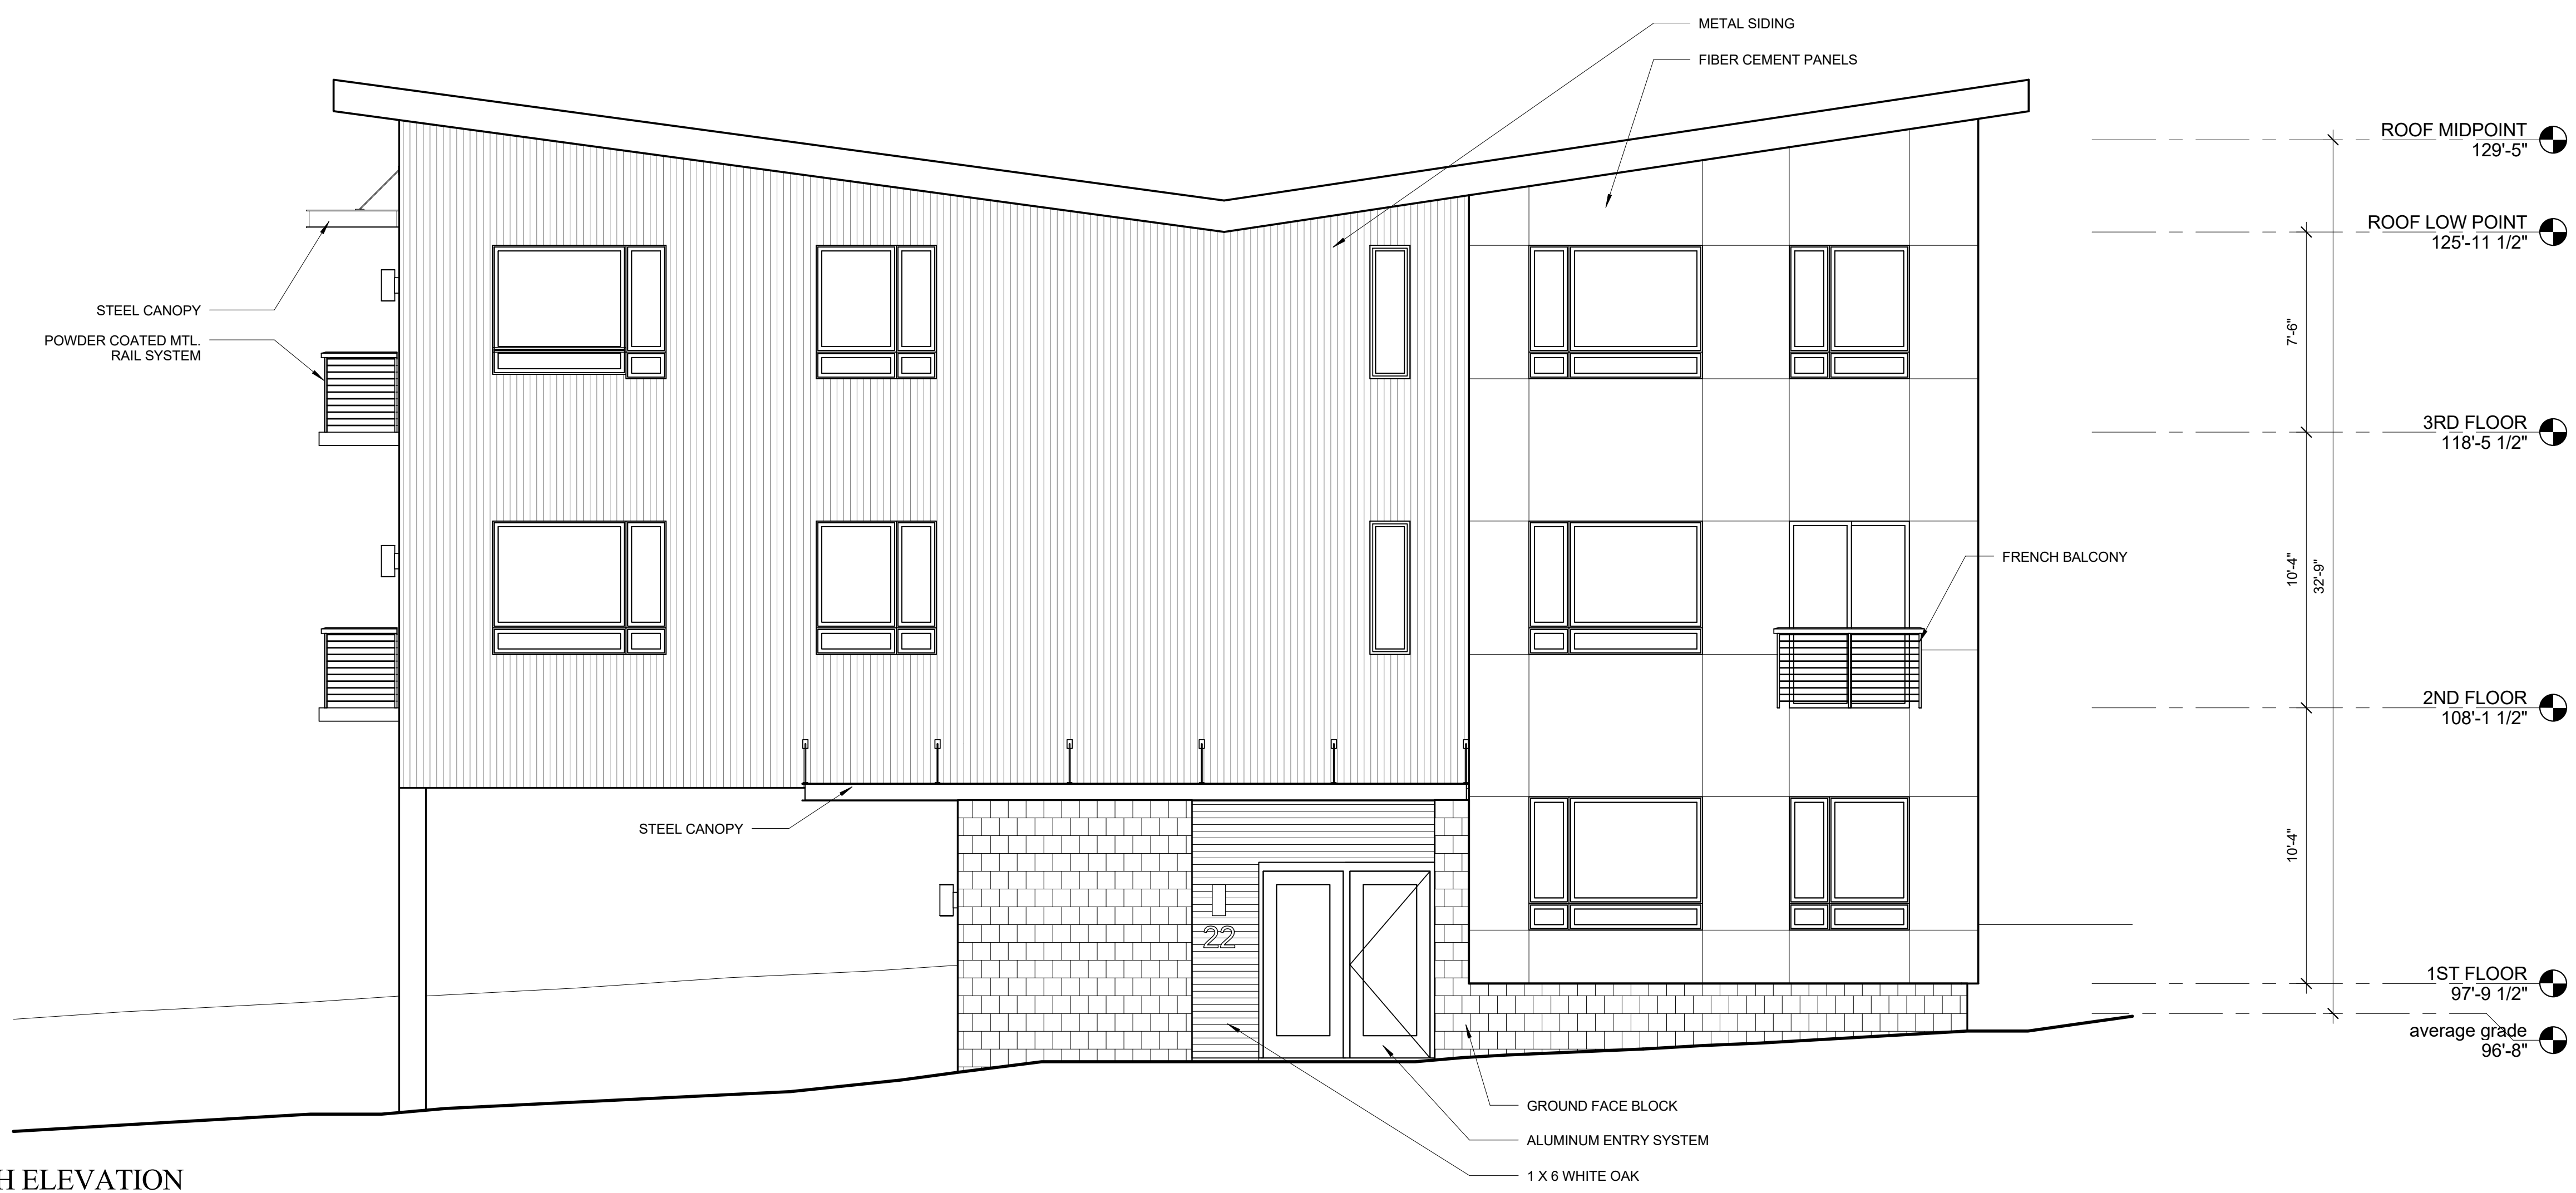 METAL SIDING
FIBER CEMENT PANELS
ROOF MIDPOINT
129'-5"
ROOF LOW POINT
125'-11 1/2"
STEEL CANOPY
POWDER COATED MTL.
RAIL SYSTEM
7'-6"
3RD FLOOR
118'-5 1/2"
FRENCH BALCONY
10'-4"
32'-9"
2ND FLOOR
108'-1 1/2"
STEEL CANOPY
10'-4"
22
1ST FLOOR
97'-9 1/2"
average grade
96'-8"
GROUND FACE BLOCK
ALUMINUM ENTRY SYSTEM
1 X 6 WHITE OAK
H ELEVATION